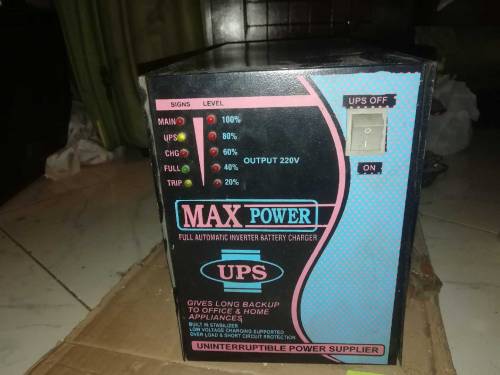 SIGNS LEVEL
UPS OFF
MAIN 100%
UPS 80%
CHG 60%
OUTPUT 220V
FULL 40%
TRIP 20%
ON
MAX POWER
FULL AUTOMATIC INVERTER BATTERY CHARGER
UPS
GIVES LONG BACKUP
TO OFFICE & HOME
APPLIANCES
BUILT IN STABILIZER
LOW VOLTAGE CHARGING SUPPORTED
OVER LOAD & SHORT CIRCUIT PROTECTION
UNINTERRUPTIBLE POWER SUPPLIER